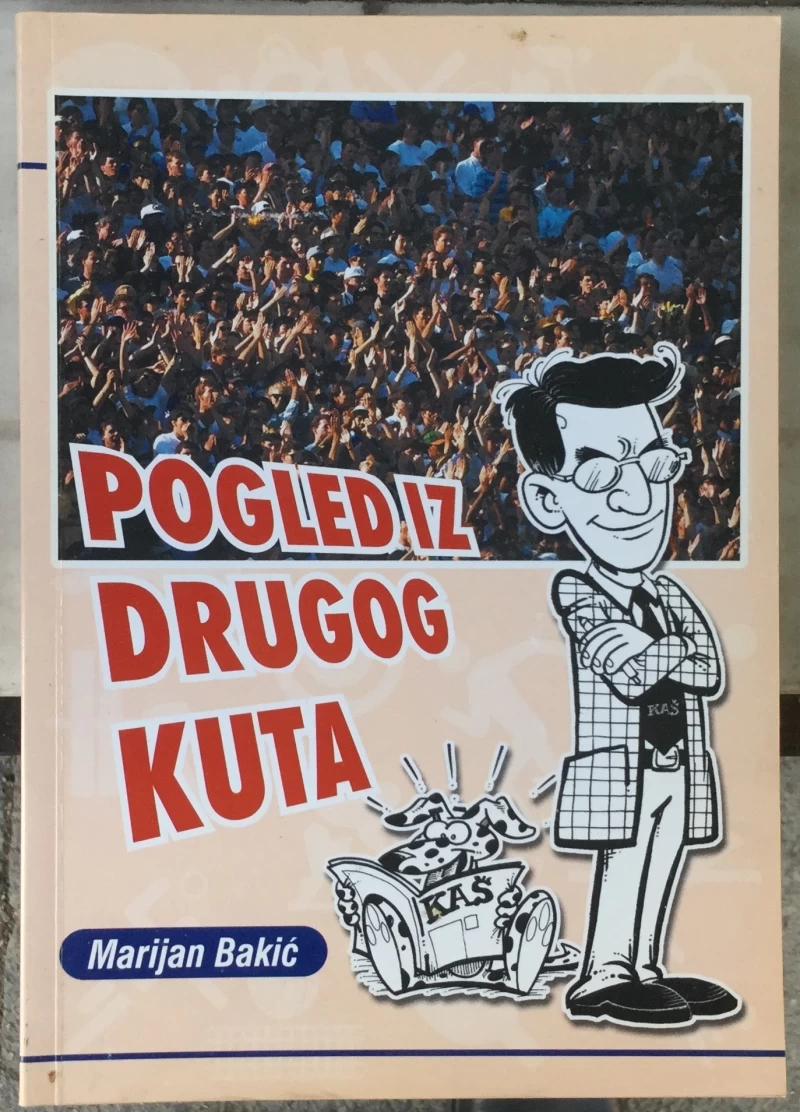 POGLED IZ
DRUGOG
KUTA
KAŠ
KAŠ
Marijan Bakić